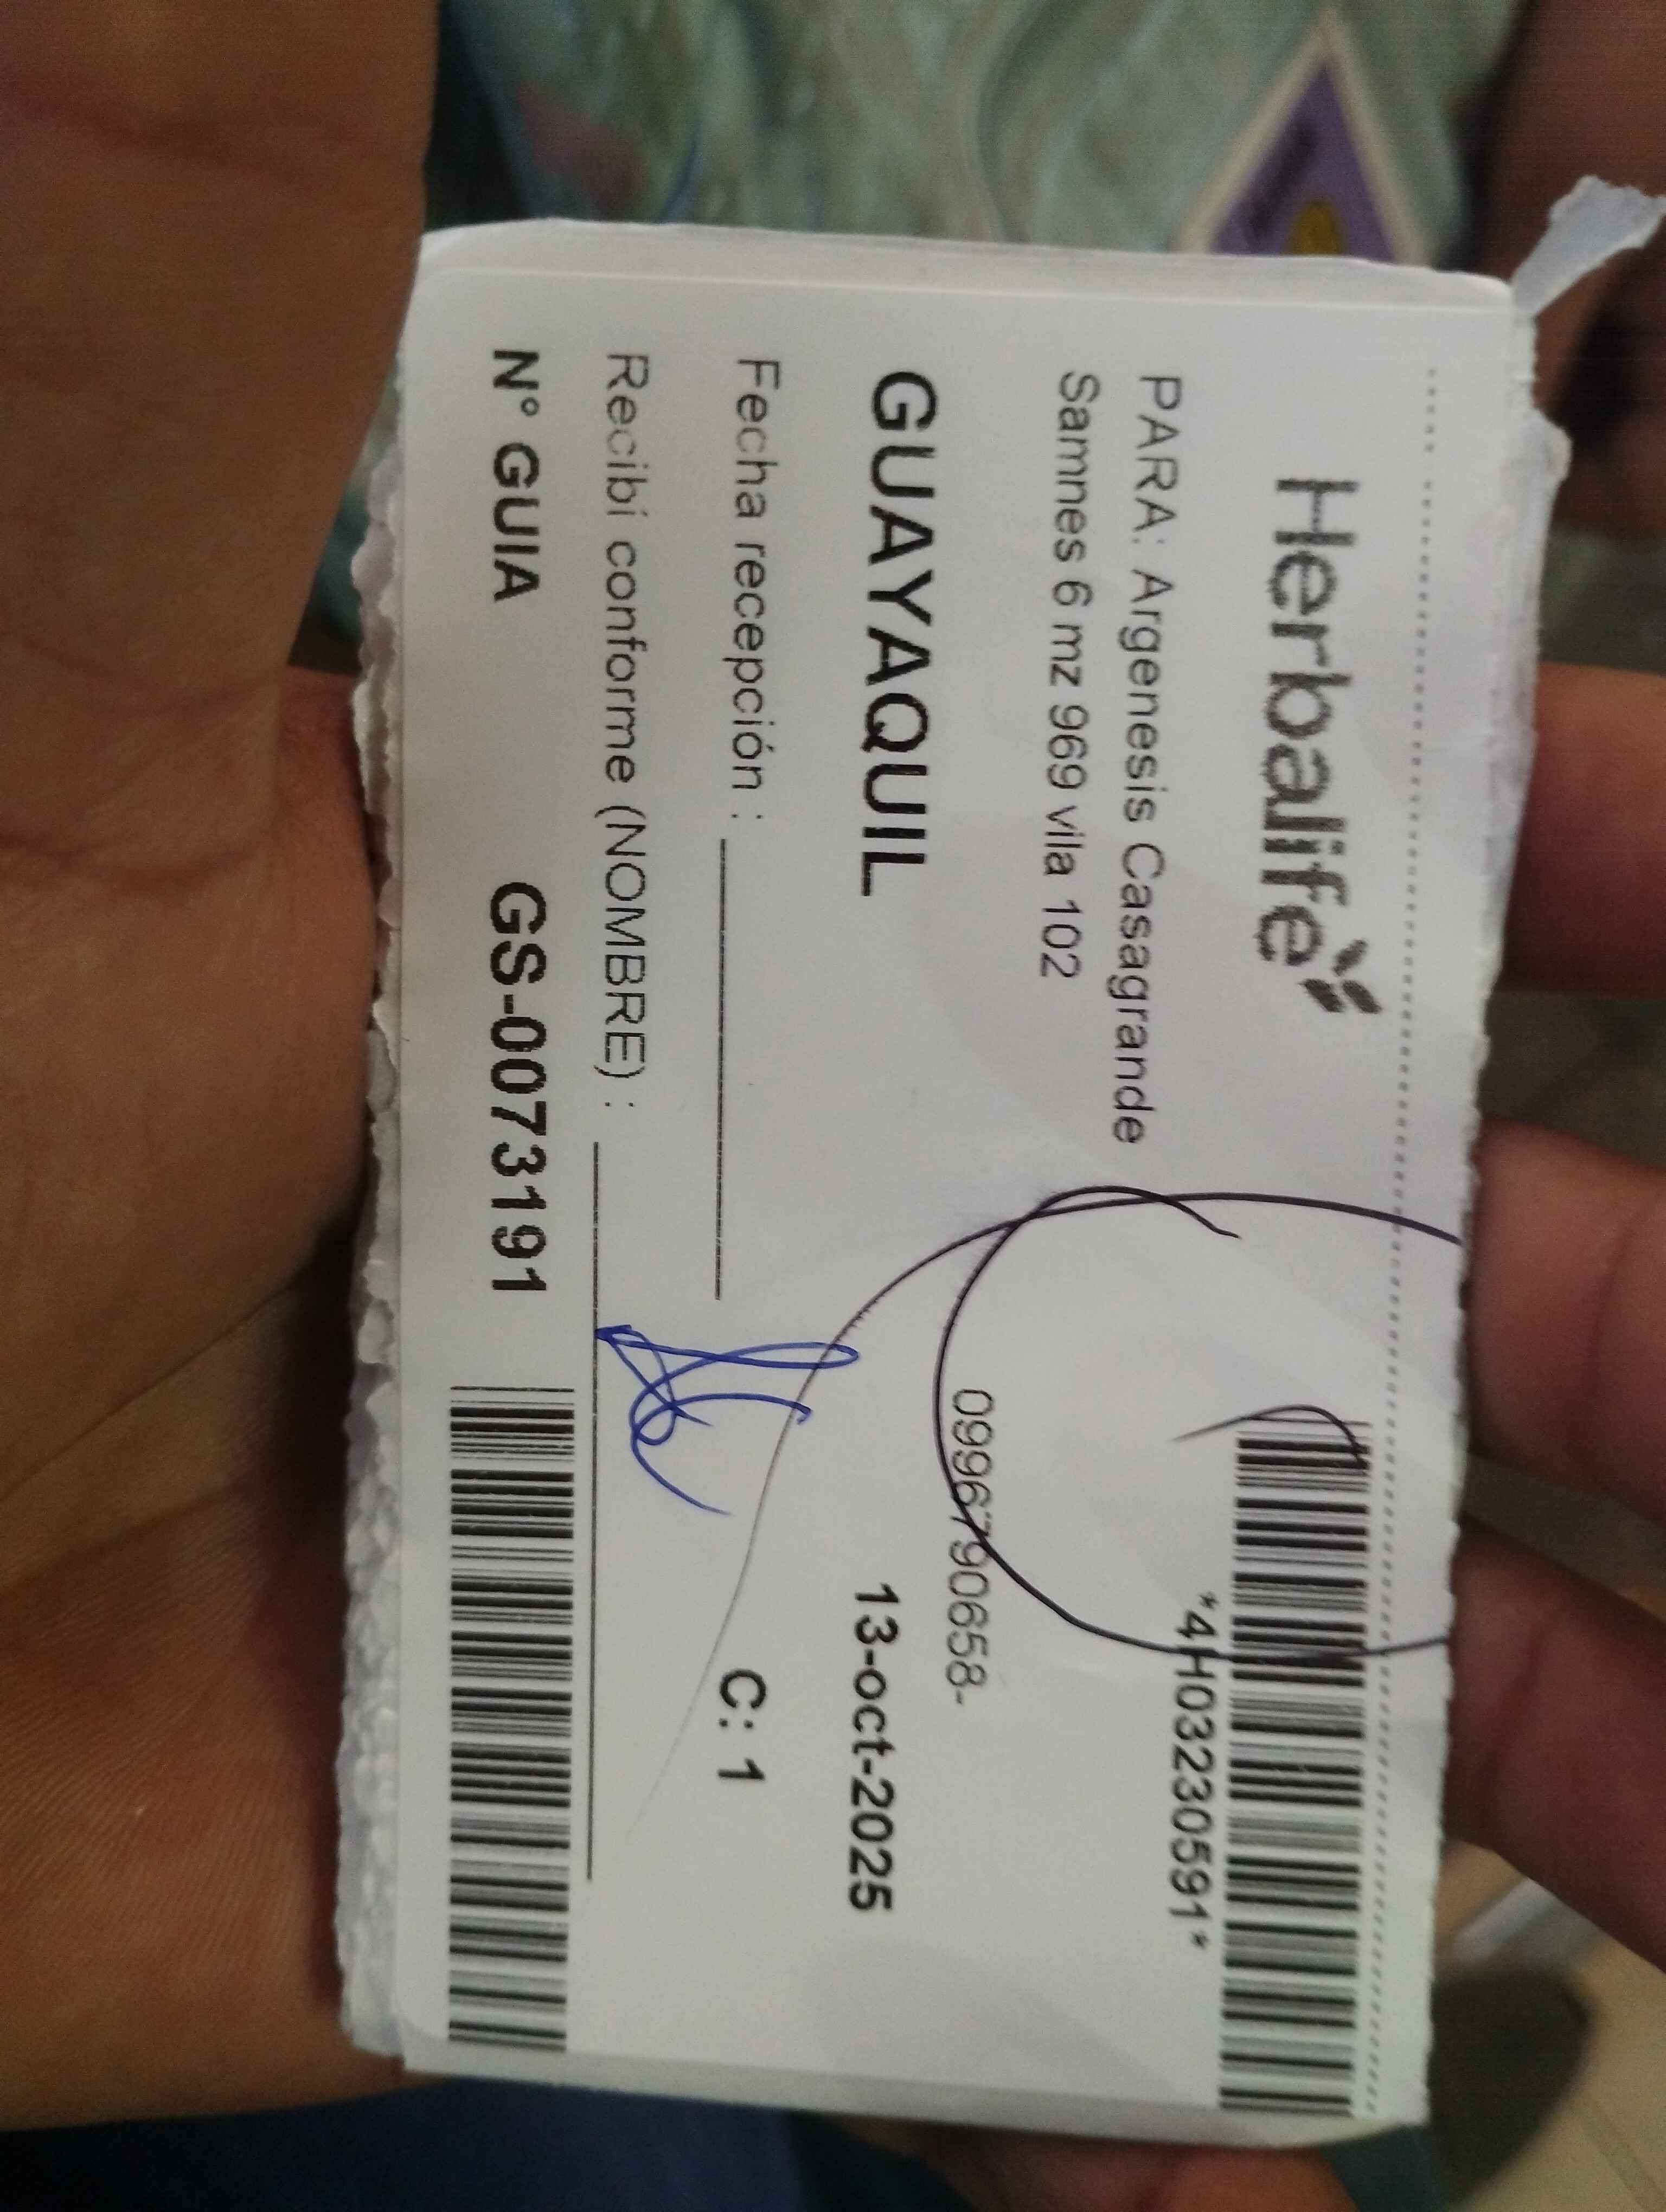 Herbalife
*4H03230591*
PARA: Argenesis Casagrande
Samnes 6 mz 969 vila 102
0996790658-
GUAYAQUIL
13-oct-2025
Fecha recepción :
C: 1
Recibí conforme (NOMBRE) :
N° GUIA GS-0073191